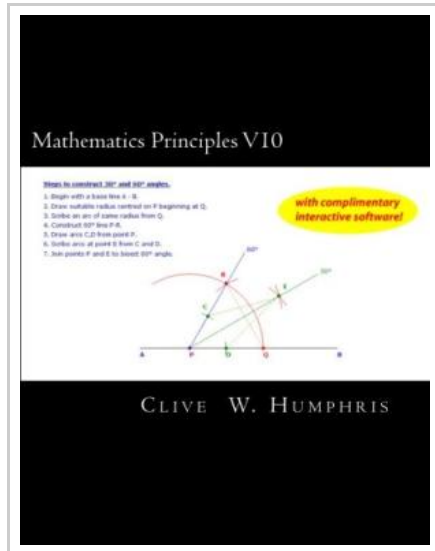 Mathematics Principles V10
Steps to construct 30° and 60° angles.
1. Begin with a base line A - B.
2. Draw suitable radius centred on P beginning at Q.
3. Scribe an arc of same radius from Q.
4. Construct 60° line P-R.
5. Draw arcs C,D from point P.
6. Scribe arcs at point E from C and D.
7. Join points P and E to bisect 60° angle.
with complimentary
interactive software!
60°
R
30°
E
C
A
P
D
Q
B
CLIVE W. HUMPHRIS